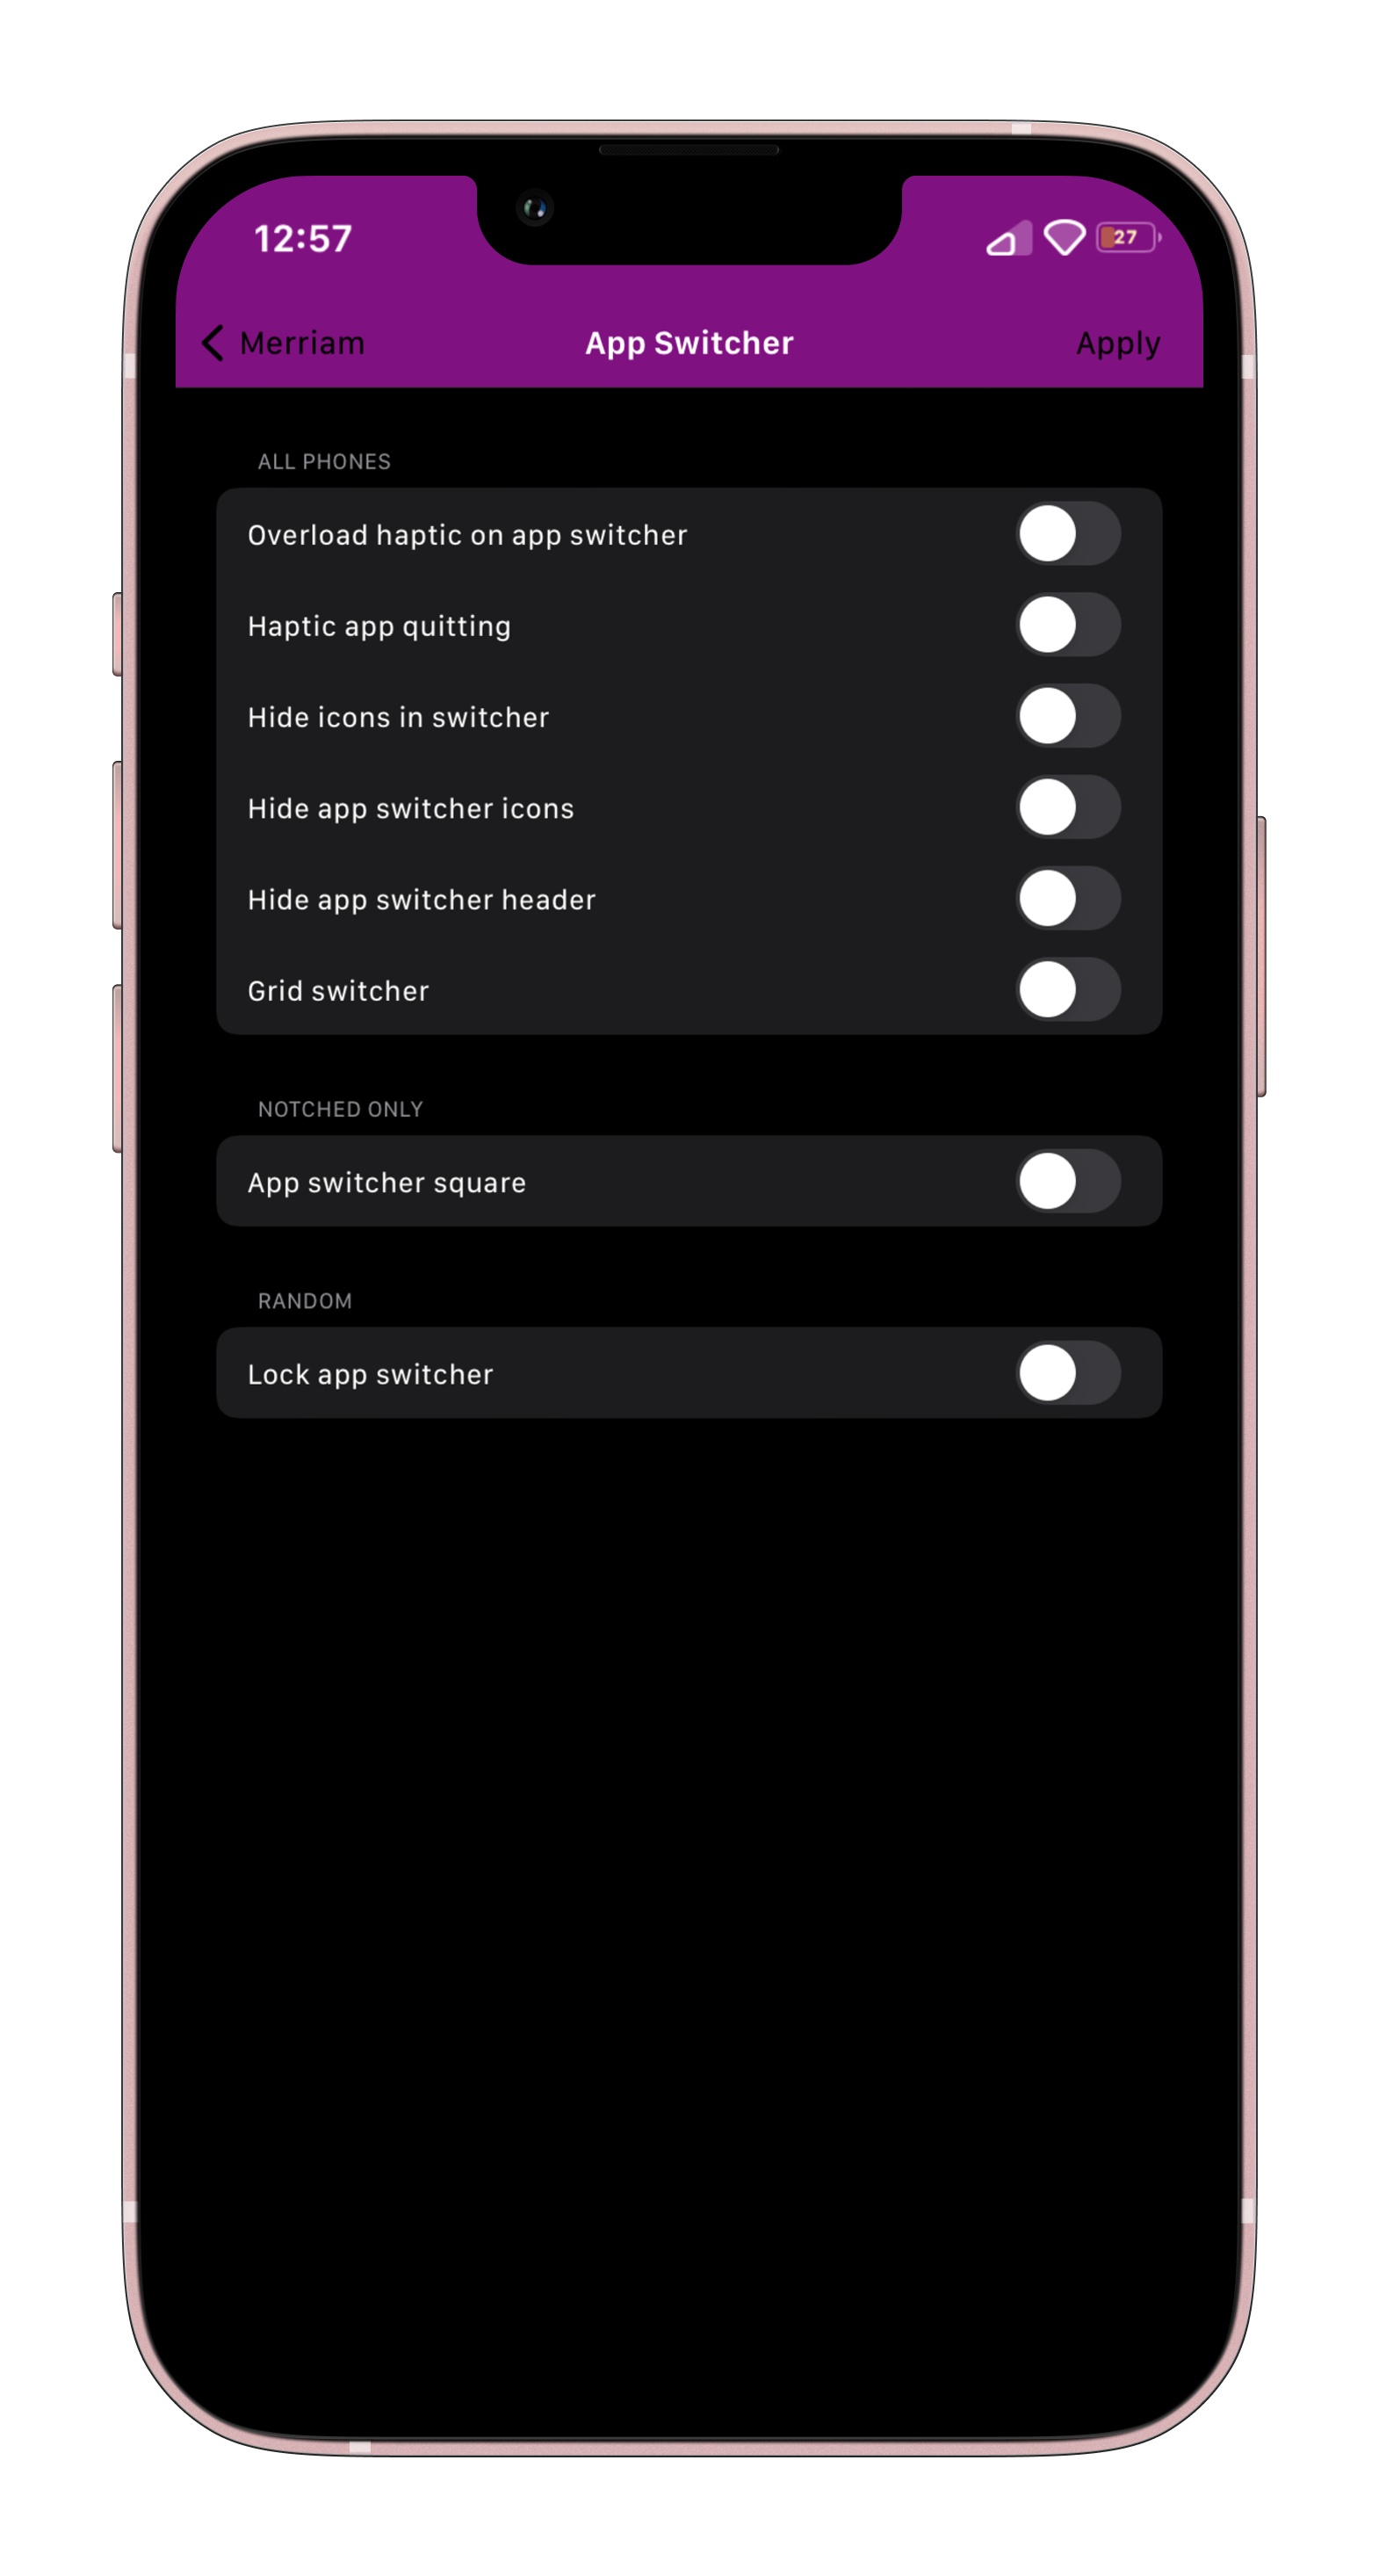 12:57
27
Merriam
App Switcher
Apply
ALL PHONES
Overload haptic on app switcher
Haptic app quitting
Hide icons in switcher
Hide app switcher icons
Hide app switcher header
Grid switcher
NOTCHED ONLY
App switcher square
RANDOM
Lock app switcher